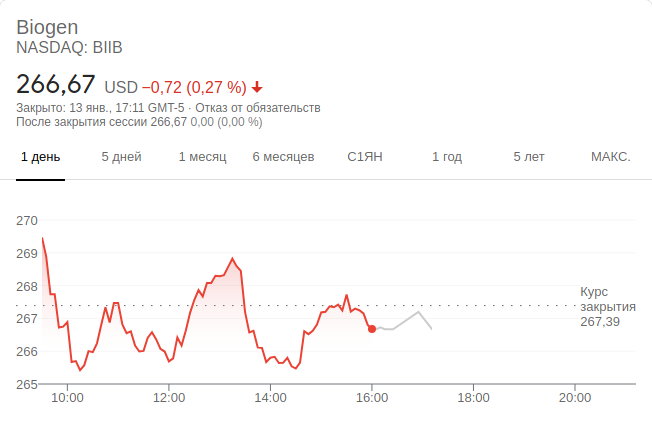 Biogen
NASDAQ: BIIB
266,67 USD −0,72 (0,27 %)
Закрыто: 13 янв., 17:11 GMT-5 · Отказ от обязательств
После закрытия сессии 266,67 0,00 (0,00 %)
1 день 5 дней 1 месяц 6 месяцев С1ЯН 1 год 5 лет МАКС.
270
269
268
267
266
265
Курс
закрытия
267,39
10:00 12:00 14:00 16:00 18:00 20:00